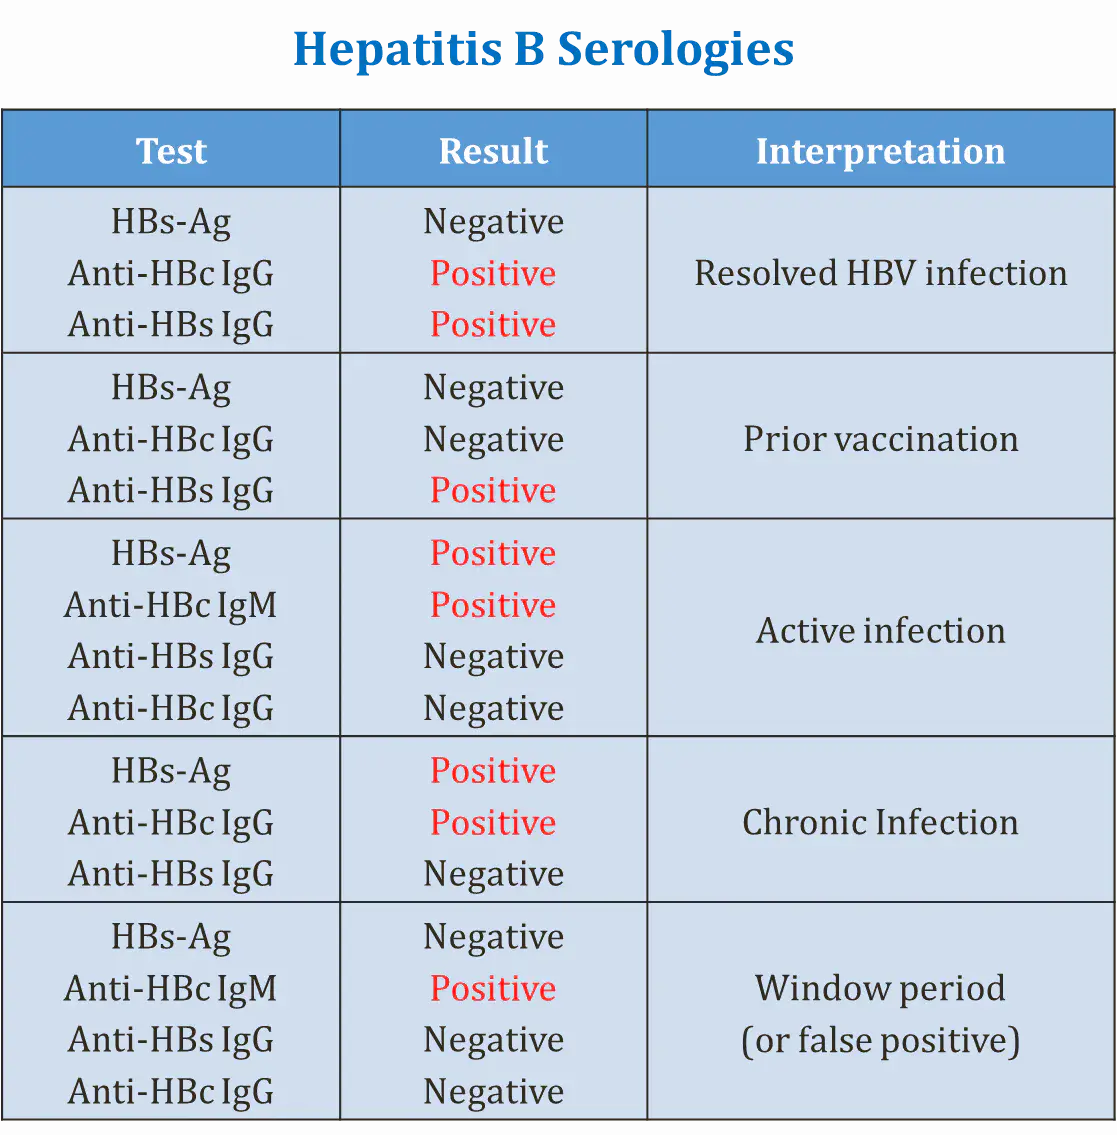 Hepatitis B Serologies
Test Result Interpretation
HBs-Ag Negative
Anti-HBc IgG Positive Resolved HBV infection
Anti-HBs IgG Positive
HBs-Ag Negative
Anti-HBc IgG Negative Prior vaccination
Anti-HBs IgG Positive
HBs-Ag Positive
Anti-HBc IgM Positive
Active infection
Anti-HBs IgG Negative
Anti-HBc IgG Negative
HBs-Ag Positive
Anti-HBc IgG Positive Chronic Infection
Anti-HBs IgG Negative
HBs-Ag Negative
Anti-HBc IgM Positive Window period
Anti-HBs IgG Negative (or false positive)
Anti-HBc IgG Negative